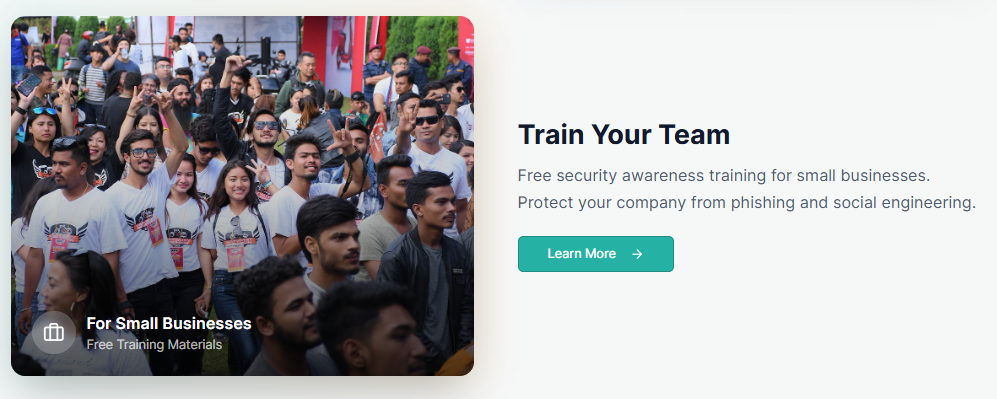 Train Your Team
Free security awareness training for small businesses.
Protect your company from phishing and social engineering.
Learn More →
For Small Businesses
Free Training Materials